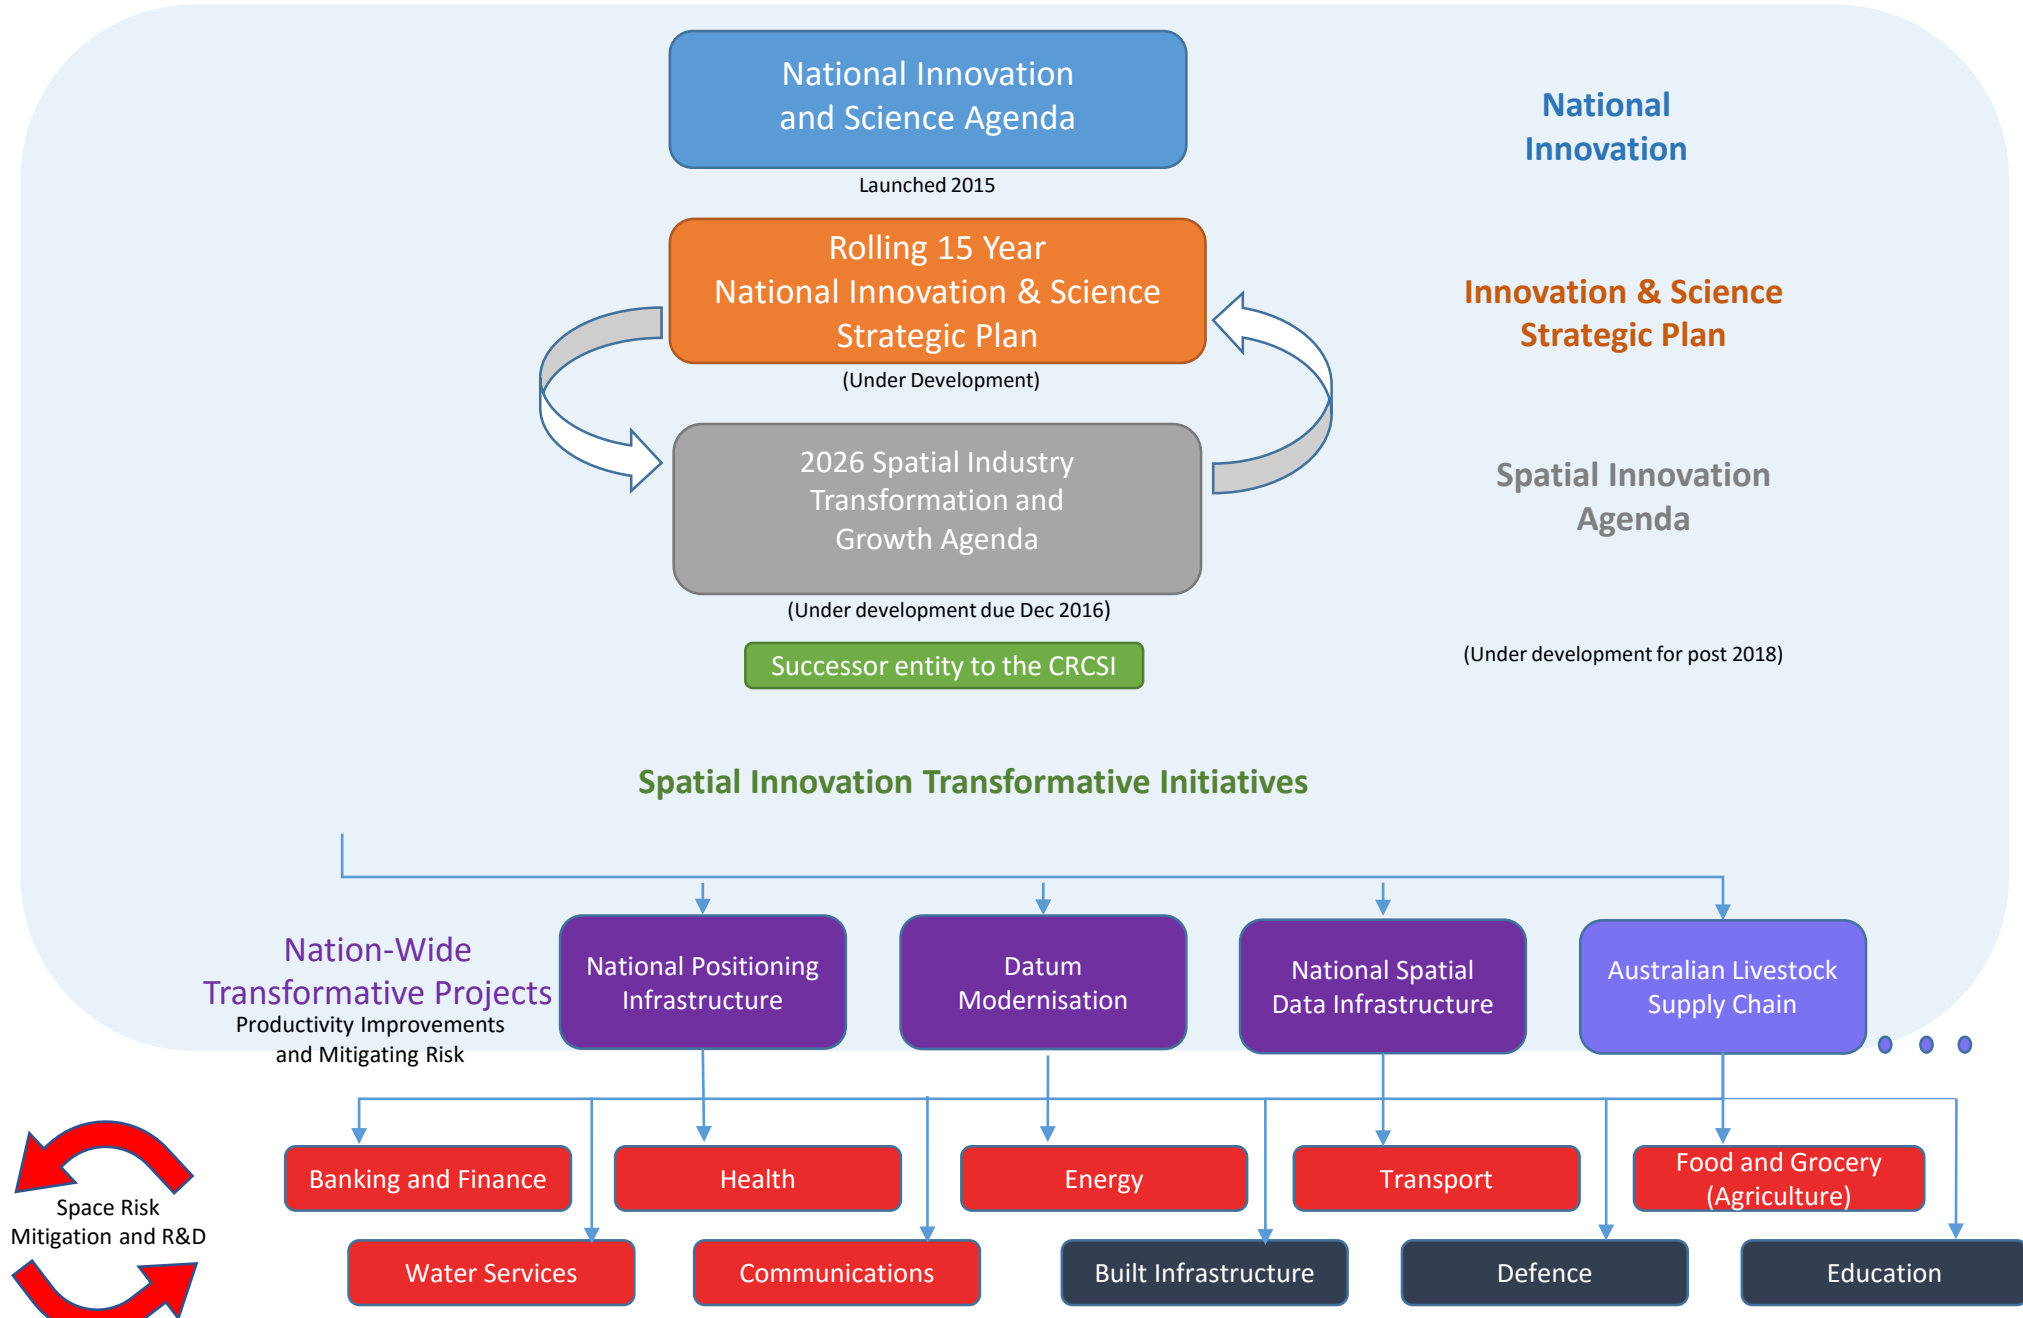 National Innovation
and Science Agenda
Launched 2015
National
Innovation
Rolling 15 Year
National Innovation & Science
Strategic Plan
(Under Development)
Innovation & Science
Strategic Plan
2026 Spatial Industry
Transformation and
Growth Agenda
(Under development due Dec 2016)
Spatial Innovation
Agenda
Successor entity to the CRCSI
(Under development for post 2018)
Spatial Innovation Transformative Initiatives
Nation-Wide
Transformative Projects
Productivity Improvements
and Mitigating Risk
National Positioning
Infrastructure
Datum
Modernisation
National Spatial
Data Infrastructure
Australian Livestock
Supply Chain
Space Risk
Mitigation and R&D
Banking and Finance
Health
Energy
Transport
Food and Grocery
(Agriculture)
Water Services
Communications
Built Infrastructure
Defence
Education